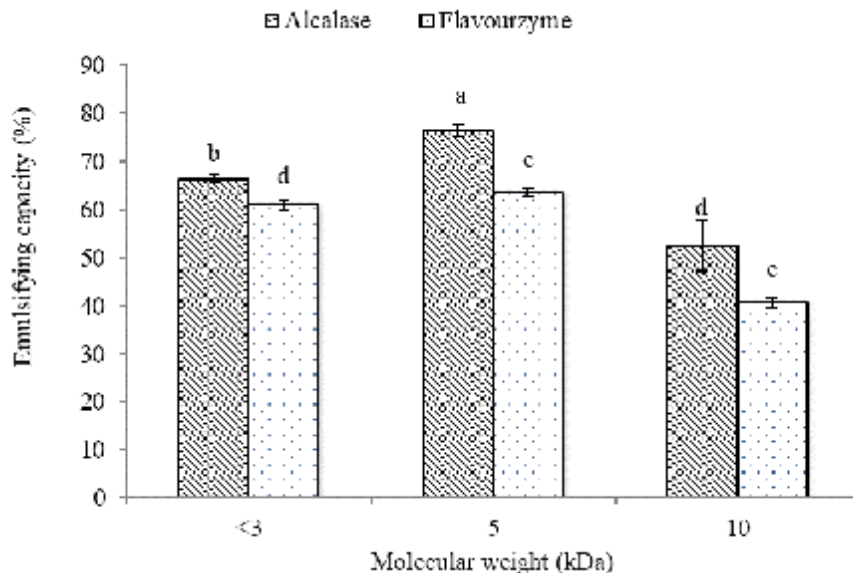 Alcalase Flavourzyme
Emulsifying capacity (%)
90
80
70
60
50
40
30
20
10
0
b
d
a
c
d
c
<3 5 10
Molecular weight (kDa)